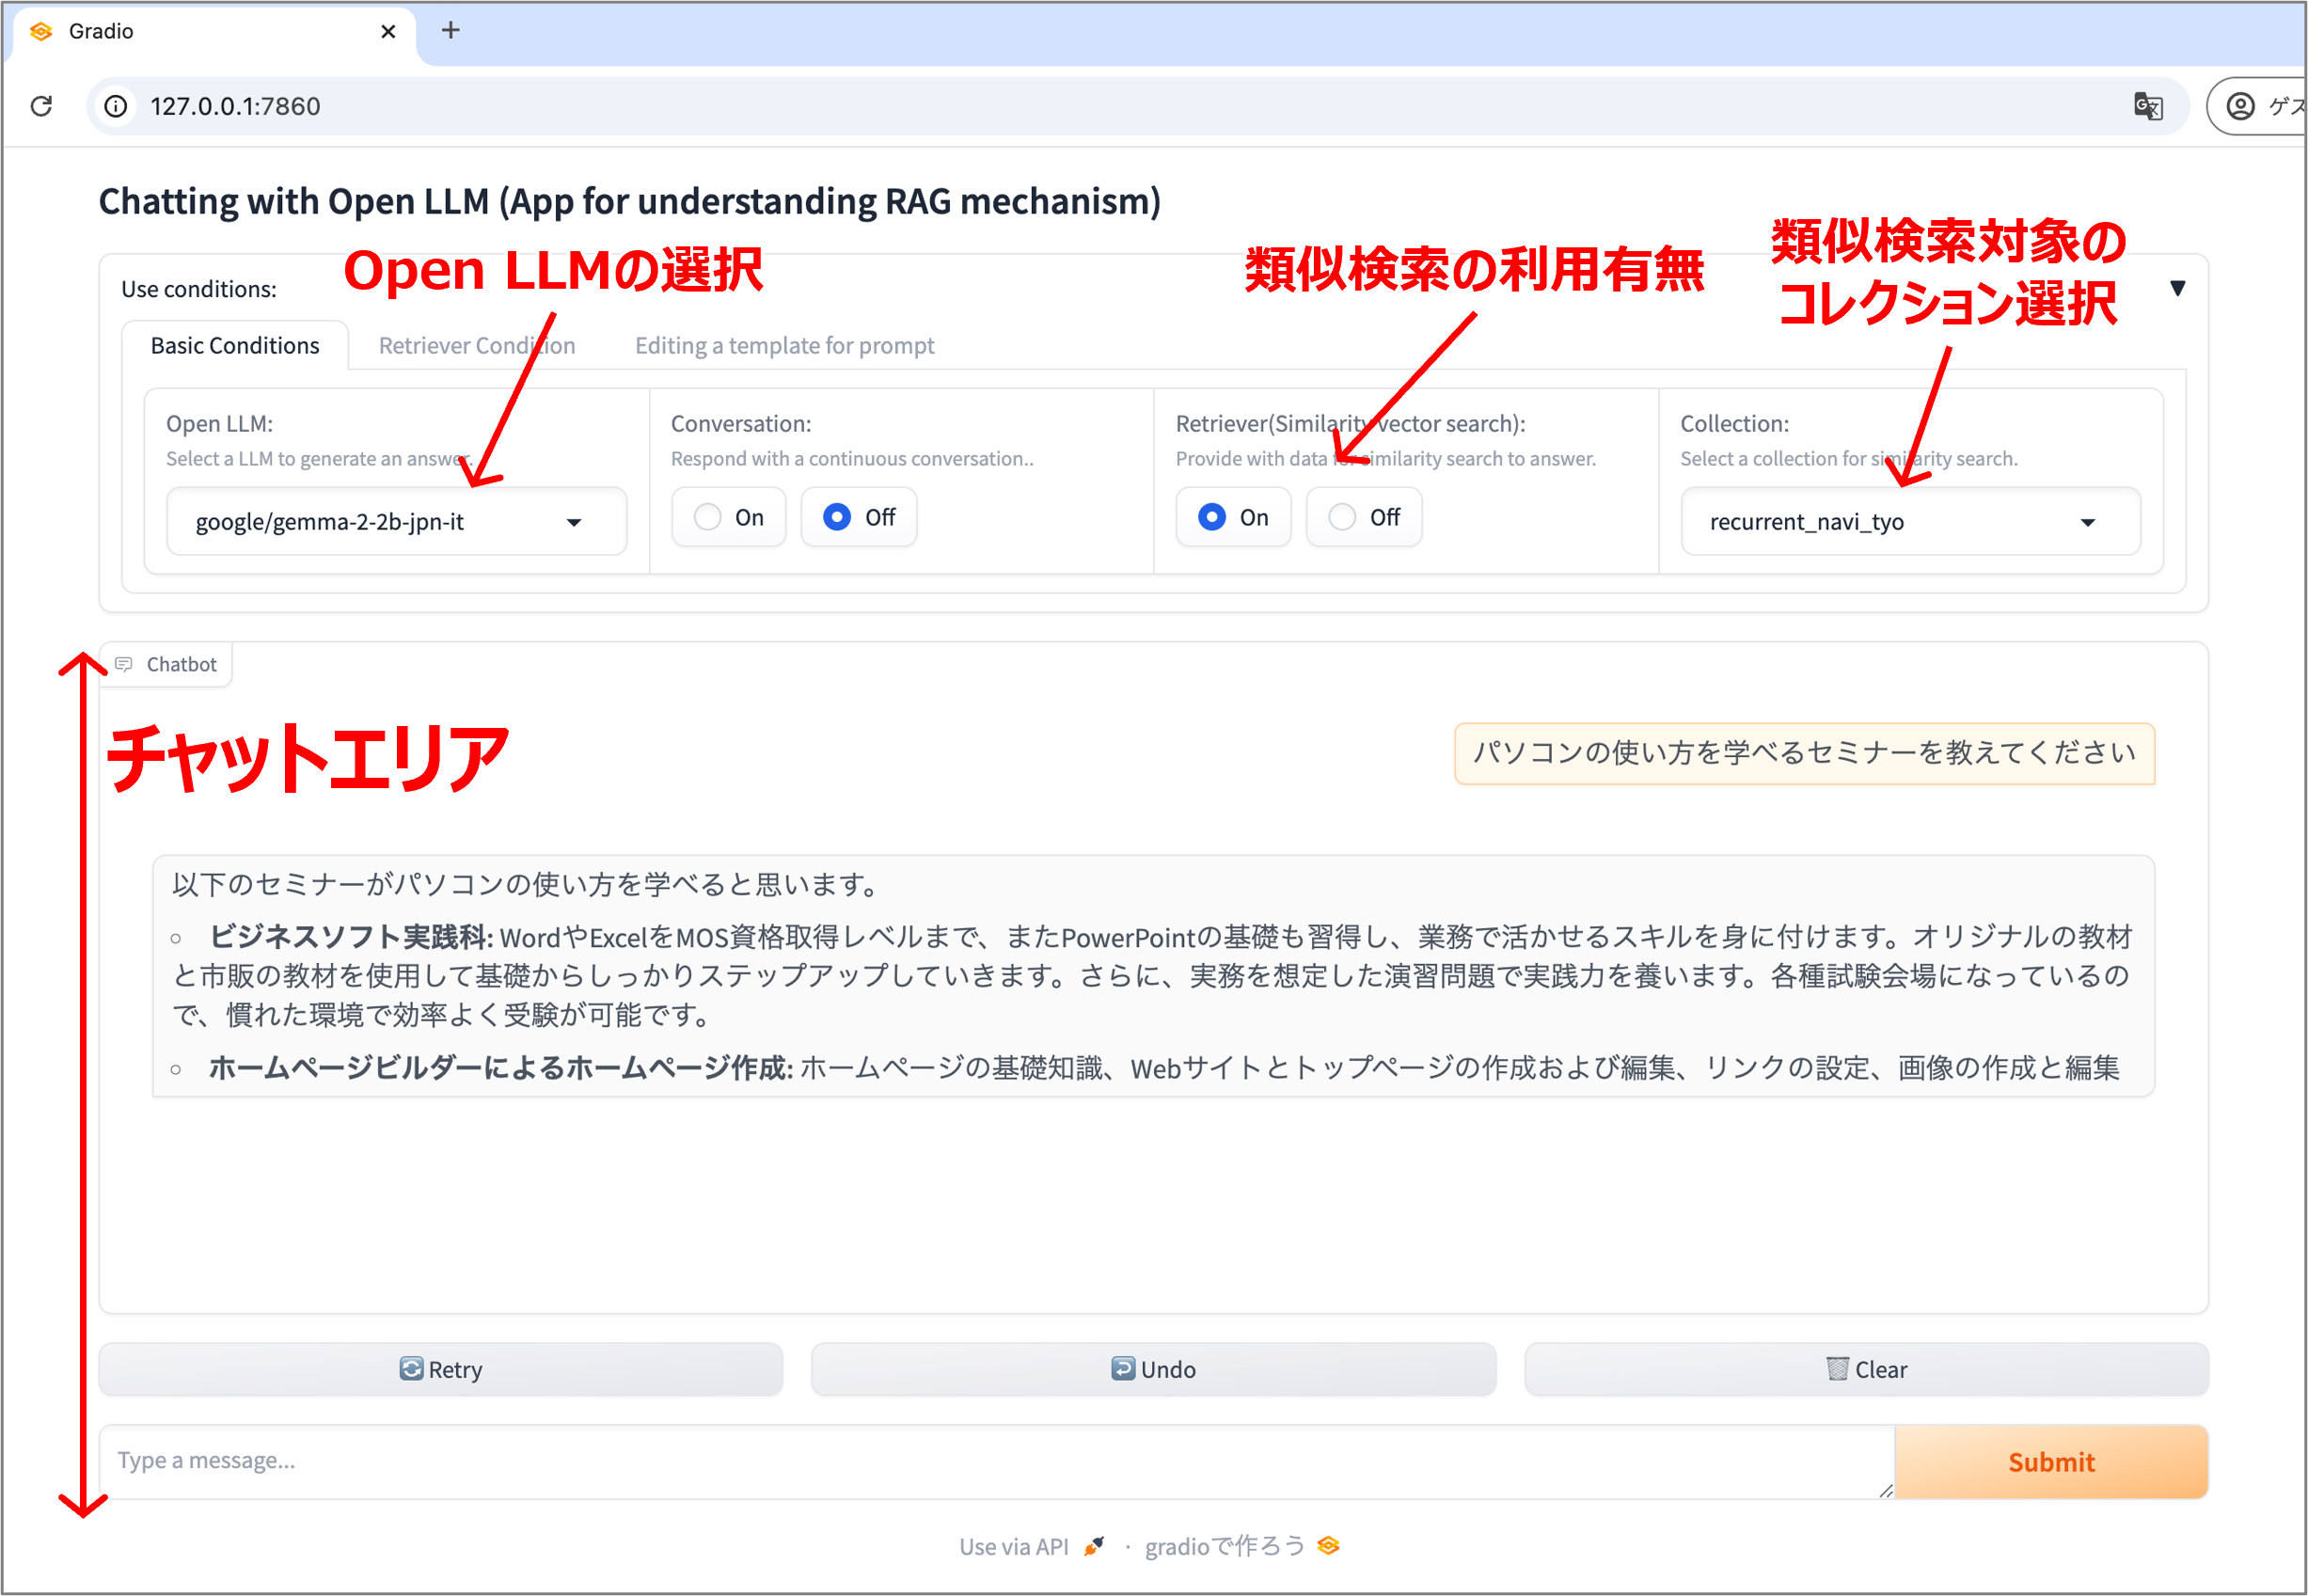 Gradio
127.0.0.1:7860
Chatting with Open LLM (App for understanding RAG mechanism)
Open LLMの選択
類似検索の利用有無
類似検索対象の
コレクション選択
Use conditions:
Basic Conditions
Retriever Condition
Editing a template for prompt
Open LLM:
Select a LLM to generate an answer.
google/gemma-2-2b-jpn-it
Conversation:
Respond with a continuous conversation..
On
Off
Retriever(Similarity vector search):
Provide with data for similarity search to answer.
On
Off
Collection:
Select a collection for similarity search.
recurrent_navi_tyo
Chatbot
チャットエリア
パソコンの使い方を学べるセミナーを教えてください
以下のセミナーがパソコンの使い方を学べると思います。
ビジネスソフト実践科: WordやExcelをMOS資格取得レベルまで、またPowerPointの基礎も習得し、業務で活かせるスキルを身に付けます。オリジナルの教材
と市販の教材を使用して基礎からしっかりステップアップしていきます。さらに、実務を想定した演習問題で実践力を養います。各種試験会場になっているの
で、慣れた環境で効率よく受験が可能です。
ホームページビルダーによるホームページ作成: ホームページの基礎知識、Webサイトとトップページの作成および編集、リンクの設定、画像の作成と編集
Retry
Undo
Clear
Type a message...
Submit
Use via API · gradioで作ろう